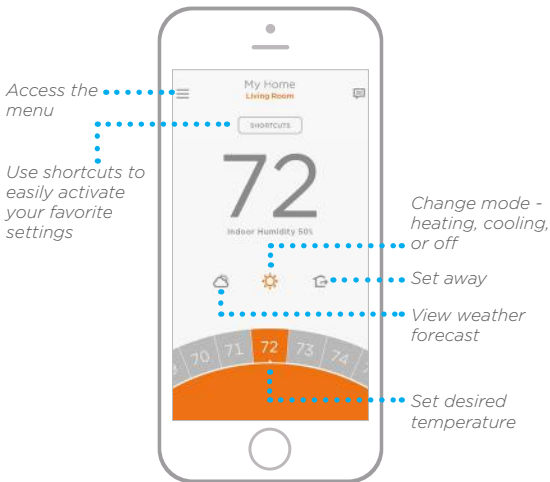 My Home
Living Room
SHORTCUTS
72
Indoor Humidity 50%
70 71 72 73 74
Access the
menu
Use shortcuts to
easily activate
your favorite
settings
Change mode -
heating, cooling,
or off
Set away
View weather
forecast
Set desired
temperature